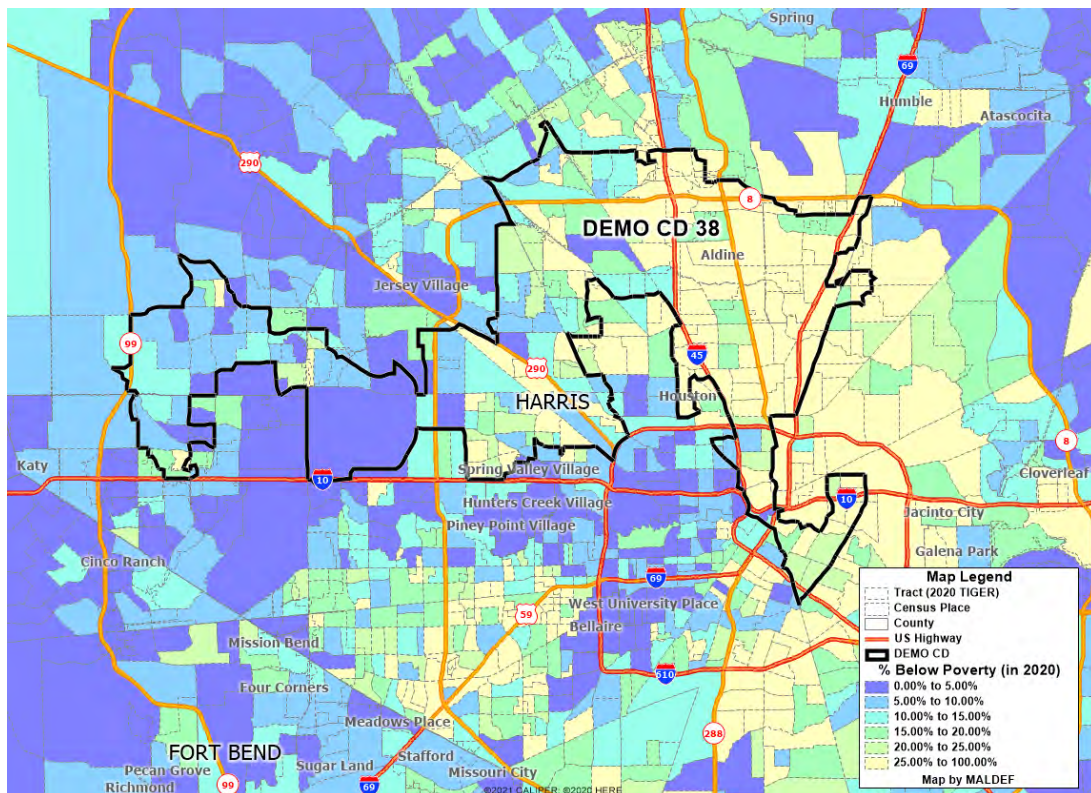 Spring
69
Humble
Atascocita
290
8
DEMO CD 38
Aldine
Jersey Village
99
45
290
HARRIS
Houston
8
Katy
Spring Valley Village
10
Cloverleaf
Hunters Creek Village
10
Jacinto City
Piney Point Village
Galena Park
Cinco Ranch
69
West University Place
59
Bellaire
Mission Bend
610
Four Corners
Meadows Place
288
FORT BEND
Stafford
Pecan Grove
Sugar Land
Missouri City
Richmond
99
69
©2021 CALIPER; ©2020 HERE
Map Legend
Tract (2020 TIGER)
Census Place
County
US Highway
DEMO CD
% Below Poverty (in 2020)
0.00% to 5.00%
5.00% to 10.00%
10.00% to 15.00%
15.00% to 20.00%
20.00% to 25.00%
25.00% to 100.00%
Map by MALDEF